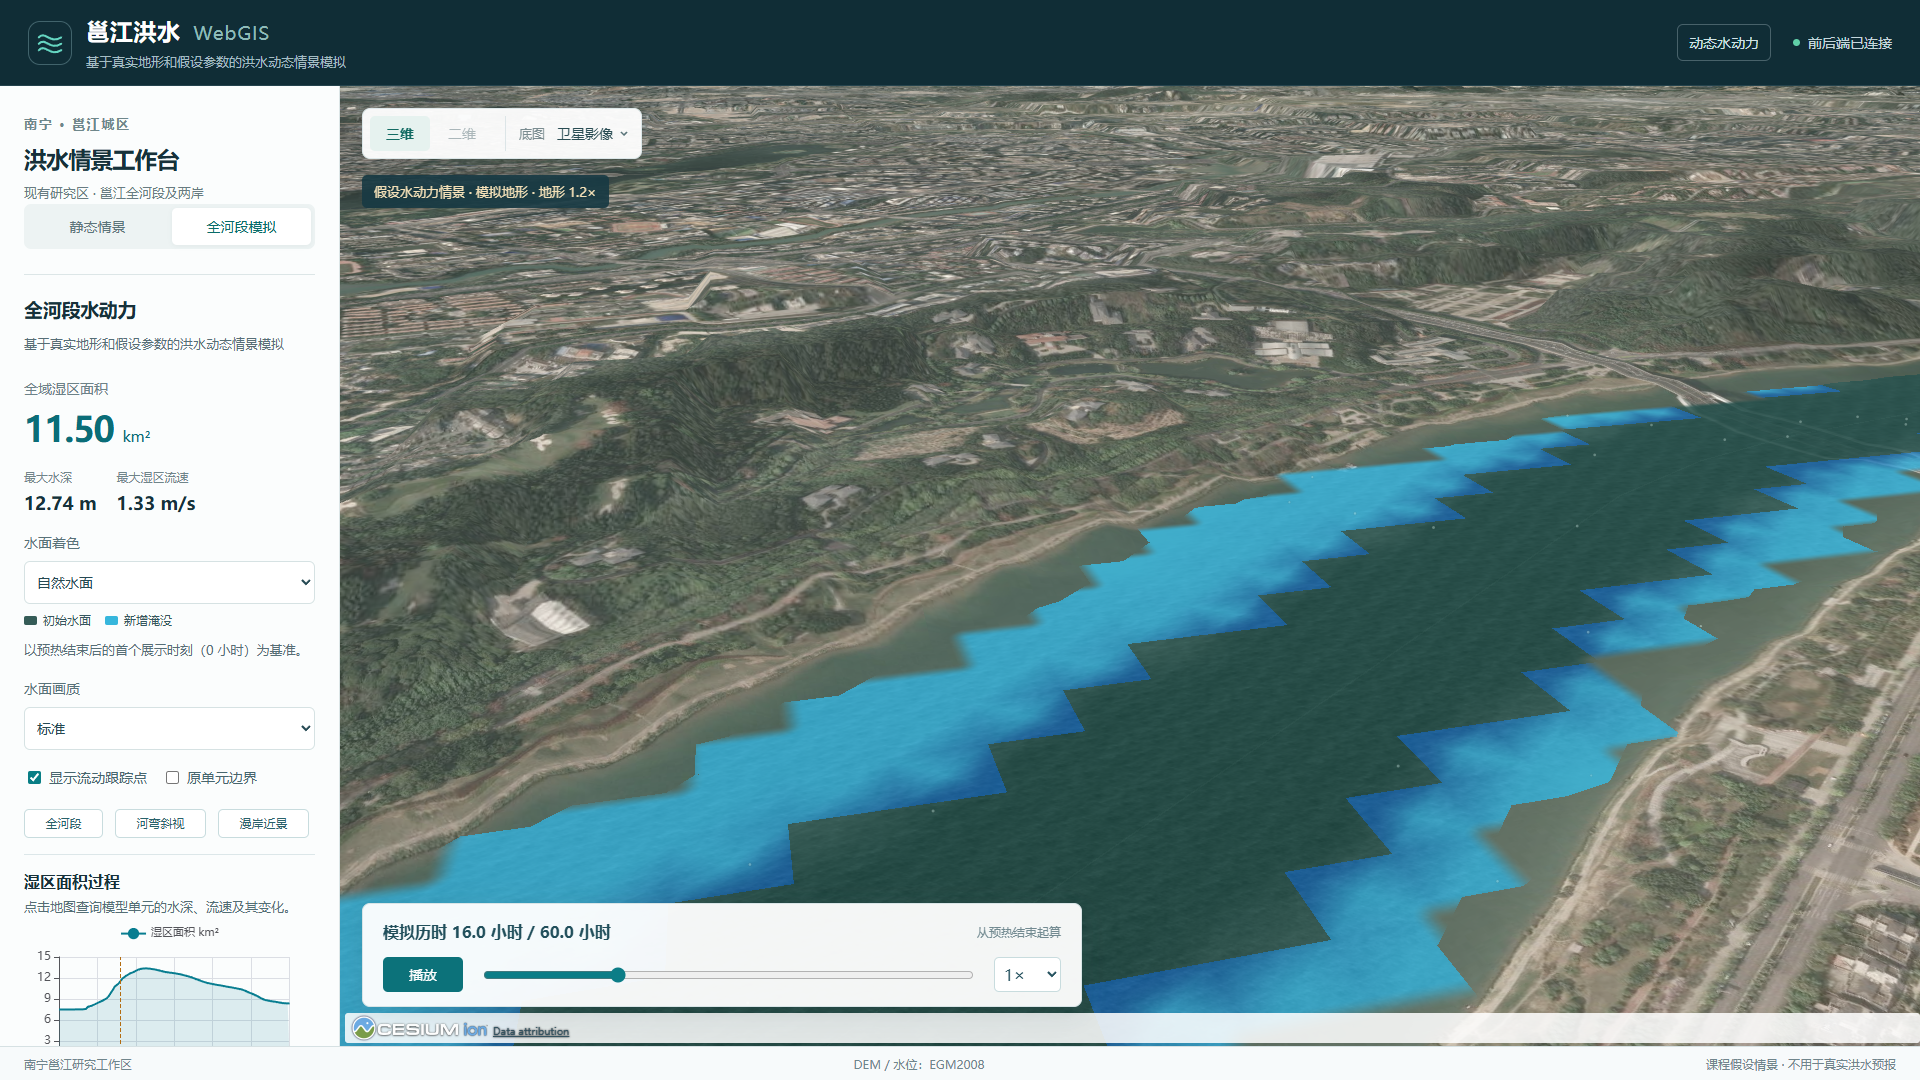 邕江洪水 WebGIS
基于真实地形和假设参数的洪水动态情景模拟
动态水动力
前后端已连接
南宁 • 邕江城区
洪水情景工作台
现有研究区 · 邕江全河段及两岸
静态情景
全河段模拟
全河段水动力
基于真实地形和假设参数的洪水动态情景模拟
全域湿区面积
11.50 km²
最大水深
最大湿区流速
12.74 m
1.33 m/s
水面着色
自然水面
初始水面
新增淹没
以预热结束后的首个展示时刻（0 小时）为基准。
水面画质
标准
显示流动跟踪点
原单元边界
全河段
河弯斜视
漫岸近景
湿区面积过程
点击地图查询模型单元的水深、流速及其变化。
湿区面积 km²
15
12
9
6
3
三维
二维
底图
卫星影像
假设水动力情景 · 模拟地形 · 地形 1.2×
模拟历时 16.0 小时 / 60.0 小时
从预热结束起算
播放
1×
CESIUM ion
Data attribution
南宁邕江研究工作区
DEM / 水位：EGM2008
课程假设情景 · 不用于真实洪水预报